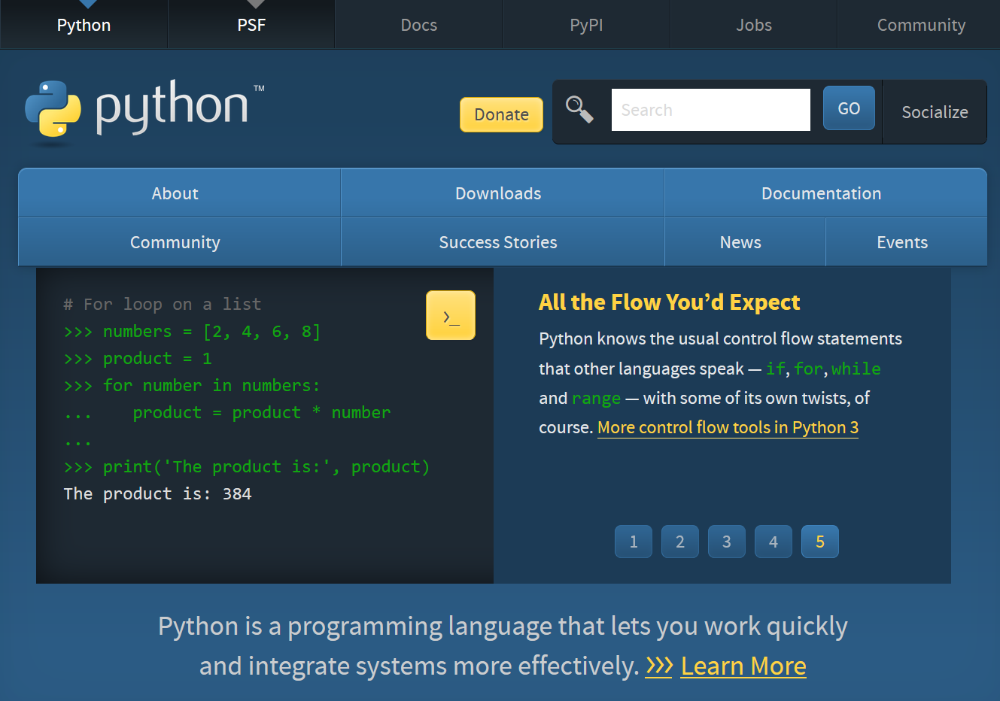 Python PSF Docs PyPI Jobs Community
python™
Donate Search GO Socialize
About Downloads Documentation
Community Success Stories News Events
# For loop on a list
>>> numbers = [2, 4, 6, 8]
>>> product = 1
>>> for number in numbers:
...    product = product * number
...
>>> print('The product is:', product)
The product is: 384
>_
All the Flow You’d Expect
Python knows the usual control flow statements
that other languages speak — if, for, while
and range — with some of its own twists, of
course. More control flow tools in Python 3
1 2 3 4 5
Python is a programming language that lets you work quickly
and integrate systems more effectively. >>> Learn More